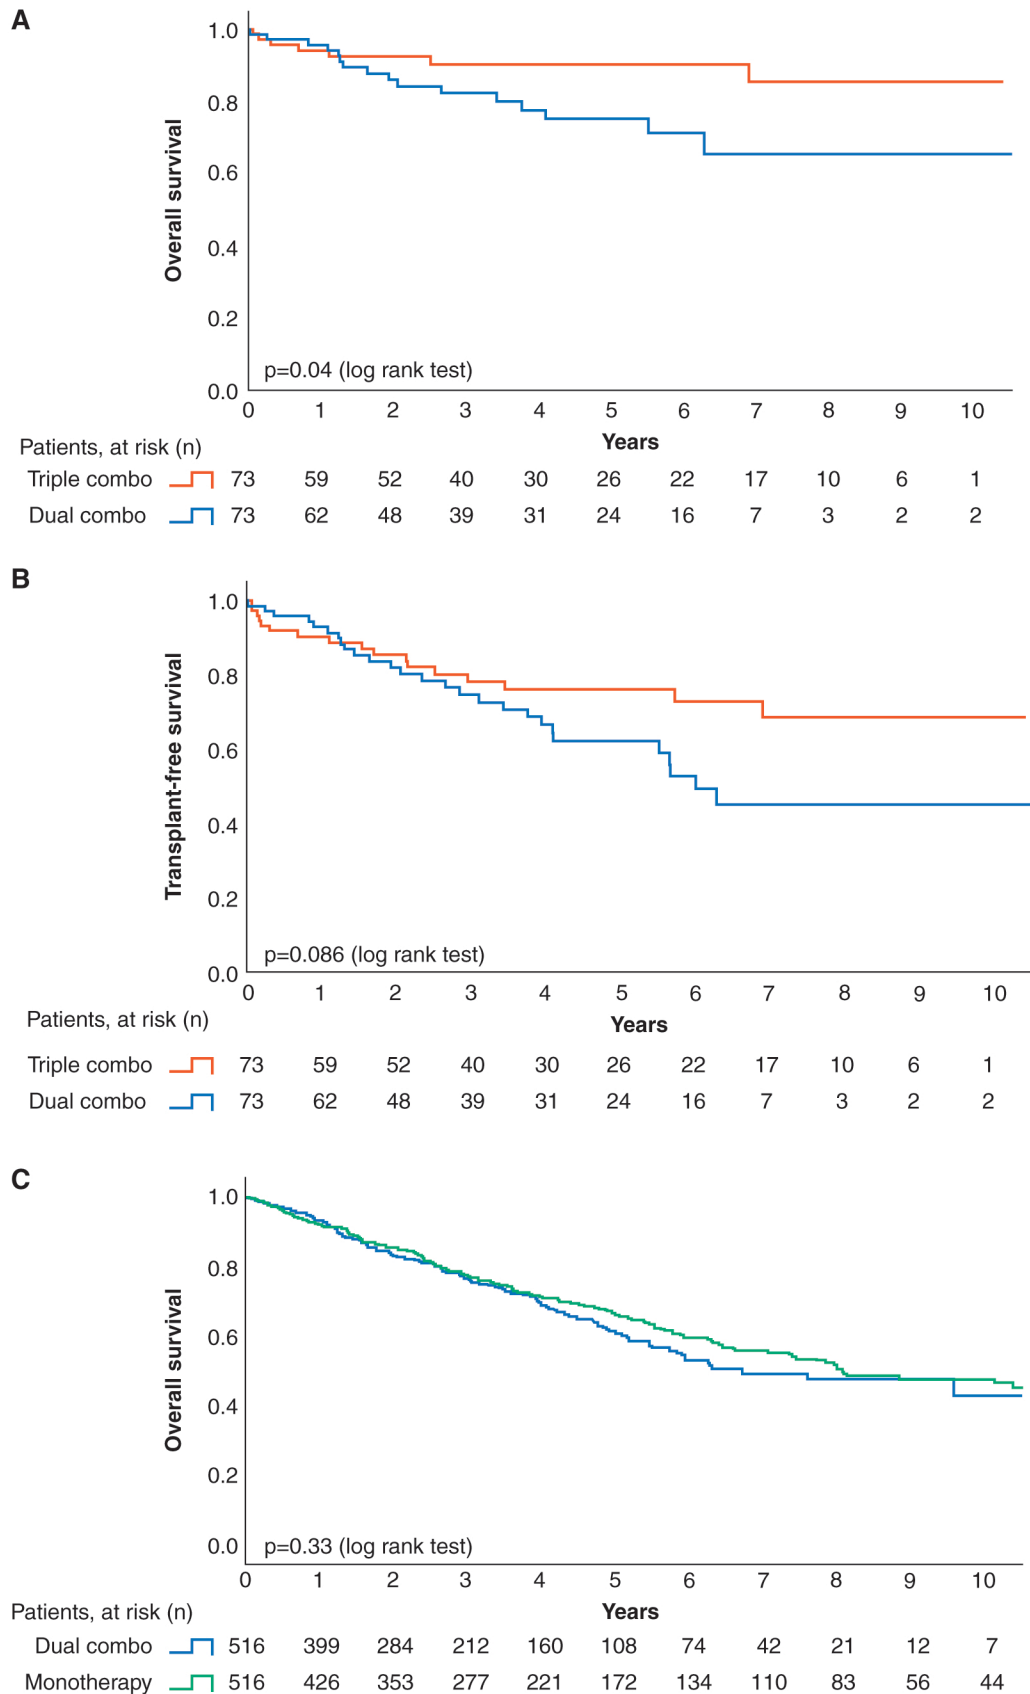 A
1.0
0.8
0.6
0.4
0.2
0.0
Overall survival
p=0.04 (log rank test)
0 1 2 3 4 5 6 7 8 9 10
Years
Patients, at risk (n)
Triple combo 73 59 52 40 30 26 22 17 10 6 1
Dual combo 73 62 48 39 31 24 16 7 3 2 2
B
1.0
0.8
0.6
0.4
0.2
0.0
Transplant-free survival
p=0.086 (log rank test)
0 1 2 3 4 5 6 7 8 9 10
Years
Patients, at risk (n)
Triple combo 73 59 52 40 30 26 22 17 10 6 1
Dual combo 73 62 48 39 31 24 16 7 3 2 2
C
1.0
0.8
0.6
0.4
0.2
0.0
Overall survival
p=0.33 (log rank test)
0 1 2 3 4 5 6 7 8 9 10
Years
Patients, at risk (n)
Dual combo 516 399 284 212 160 108 74 42 21 12 7
Monotherapy 516 426 353 277 221 172 134 110 83 56 44